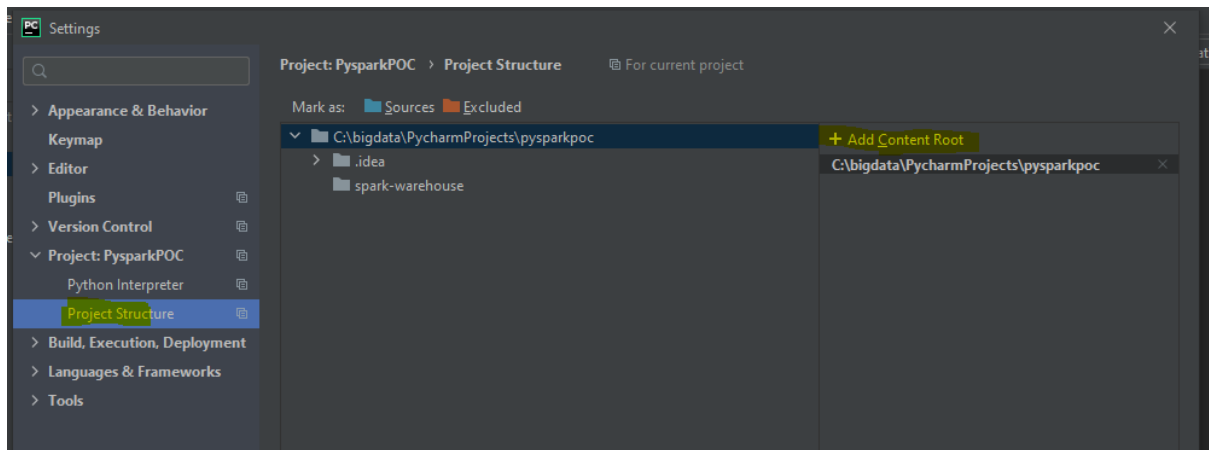 PC Settings
Project: PysparkPOC > Project Structure For current project
Appearance & Behavior
Keymap
Editor
Plugins
Version Control
Project: PysparkPOC
Python Interpreter
Project Structure
Build, Execution, Deployment
Languages & Frameworks
Tools
Mark as: Sources Excluded
C:\bigdata\PycharmProjects\pysparkpoc
.idea
spark-warehouse
+ Add Content Root
C:\bigdata\PycharmProjects\pysparkpoc